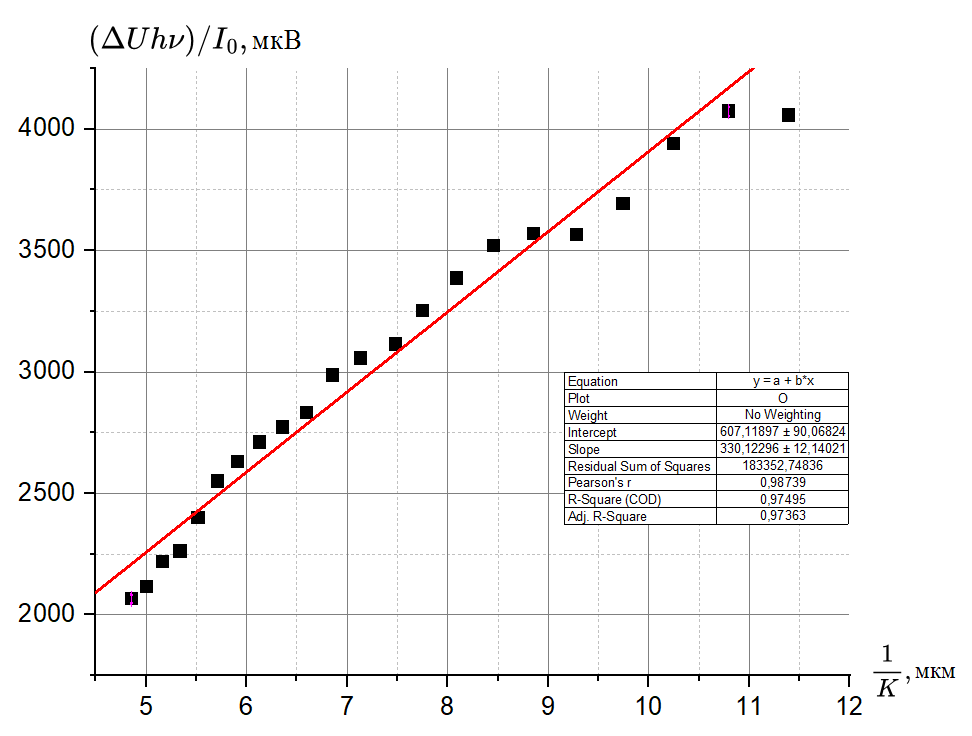 (ΔUhν)/I₀, мкВ
4000
3500
3000
2500
2000
Equation y = a + b*x
Plot O
Weight No Weighting
Intercept 607,11897 ± 90,06824
Slope 330,12296 ± 12,14021
Residual Sum of Squares 183352,74836
Pearson's r 0,98739
R-Square (COD) 0,97495
Adj. R-Square 0,97363
1/K, мкм
5 6 7 8 9 10 11 12